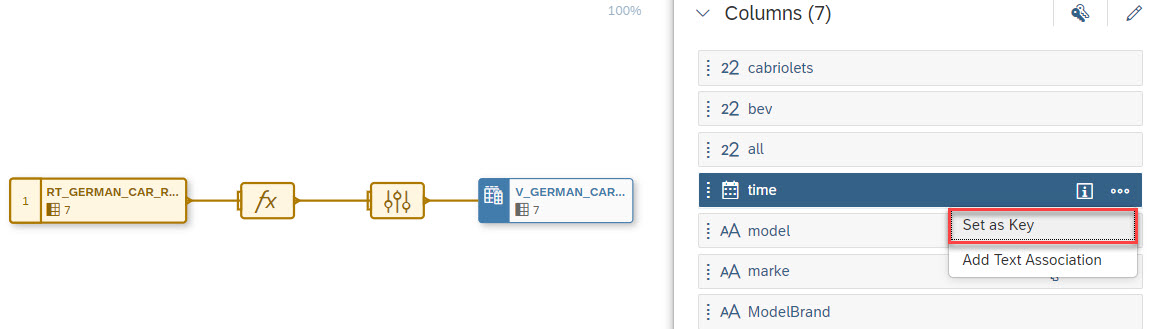 100%
1
RT_GERMAN_CAR_R...
7
fx
V_GERMAN_CAR...
7
Columns (7)
22 cabriolets
22 bev
22 all
time
AA model
AA marke
AA ModelBrand
Set as Key
Add Text Association